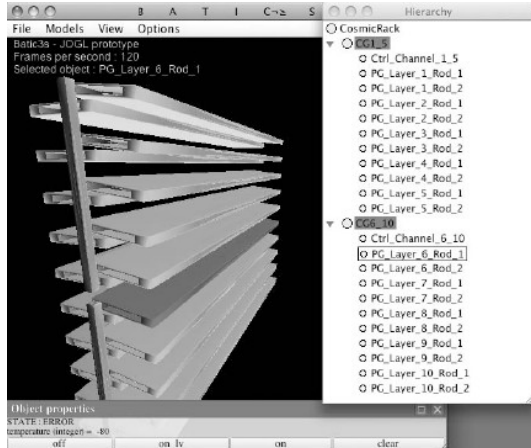 B A T I C¬≥ S
File Models View Options
Batic3s - JOGL prototype
Frames per second : 120
Selected object : PG_Layer_6_Rod_1
Hierarchy
CosmicRack
CG1_5
Ctrl_Channel_1_5
PG_Layer_1_Rod_1
PG_Layer_1_Rod_2
PG_Layer_2_Rod_1
PG_Layer_2_Rod_2
PG_Layer_3_Rod_1
PG_Layer_3_Rod_2
PG_Layer_4_Rod_1
PG_Layer_4_Rod_2
PG_Layer_5_Rod_1
PG_Layer_5_Rod_2
CG6_10
Ctrl_Channel_6_10
PG_Layer_6_Rod_1
PG_Layer_6_Rod_2
PG_Layer_7_Rod_1
PG_Layer_7_Rod_2
PG_Layer_8_Rod_1
PG_Layer_8_Rod_2
PG_Layer_9_Rod_1
PG_Layer_9_Rod_2
PG_Layer_10_Rod_1
PG_Layer_10_Rod_2
Object properties
STATE : ERROR
temperature (integer) = -80
off on_lv on clear